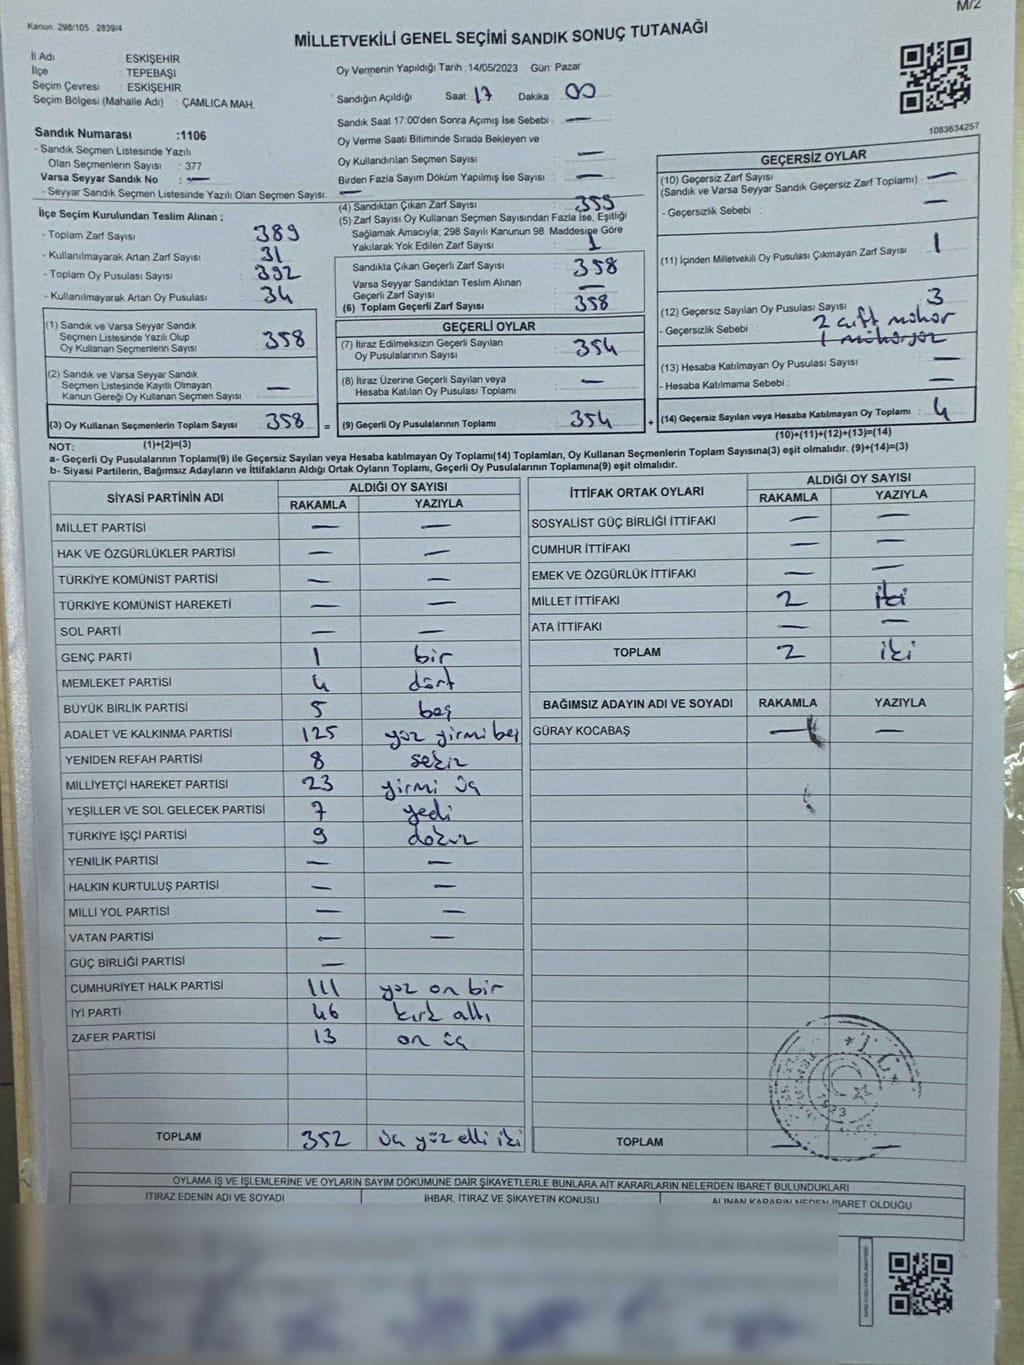 M/2
Kanun: 298/105 2839/4
MİLLETVEKİLİ GENEL SEÇİMİ SANDIK SONUÇ TUTANAĞI
İl Adı : ESKİŞEHİR
İlçe : TEPEBAŞI
Seçim Çevresi : ESKİŞEHİR
Seçim Bölgesi (Mahalle Adı) : ÇAMLICA MAH.
Sandık Numarası :1106
- Sandık Seçmen Listesinde Yazılı
Olan Seçmenlerin Sayısı : 377
Varsa Seyyar Sandık No : —
- Seyyar Sandık Seçmen Listesinde Yazılı Olan Seçmen Sayısı: —
Oy Vermenin Yapıldığı Tarih :14/05/2023 Gün: Pazar
Sandığın Açıldığı Saat: 17 Dakika 00
Sandık Saat 17:00'den Sonra Açımış İse Sebebi : —
Oy Verme Saati Bitiminde Sırada Bekleyen ve
Oy Kullandırılan Seçmen Sayısı : —
Birden Fazla Sayım Döküm Yapılmış İse Sayısı : —
1083634257
İlçe Seçim Kurulundan Teslim Alınan ;
- Toplam Zarf Sayısı 389
- Kullanılmayarak Artan Zarf Sayısı : 31
- Toplam Oy Pusulası Sayısı : 392
- Kullanılmayarak Artan Oy Pusulası : 34
(1) Sandık ve Varsa Seyyar Sandık
Seçmen Listesinde Yazılı Olup
Oy Kullanan Seçmenlerin Sayısı : 358
(2) Sandık ve Varsa Seyyar Sandık
Seçmen Listesinde Kayıtlı Olmayan
Kanun Gereği Oy Kullanan Seçmen Sayısı : —
(3) Oy Kullanan Seçmenlerin Toplam Sayısı : 358 =
(1)+(2)=(3)
(4) Sandıktan Çıkan Zarf Sayısı : 359
(5) Zarf Sayısı Oy Kullanan Seçmen Sayısından Fazla İse, Eşitliği
Sağlamak Amacıyla; 298 Sayılı Kanunun 98. Maddesine Göre
Yakılarak Yok Edilen Zarf Sayısı : 1
Sandıkta Çıkan Geçerli Zarf Sayısı : 358
Varsa Seyyar Sandıktan Teslim Alınan
Geçerli Zarf Sayısı : —
(6) Toplam Geçerli Zarf Sayısı : 358
GEÇERLİ OYLAR
(7) İtiraz Edilmeksizin Geçerli Sayılan
Oy Pusulalarının Sayısı : 354
(8) İtiraz Üzerine Geçerli Sayılan veya
Hesaba Katılan Oy Pusulası Toplamı : —
(9) Geçerli Oy Pusulalarının Toplamı : 354 +
GEÇERSİZ OYLAR
(10) Geçersiz Zarf Sayısı
(Sandık ve Varsa Seyyar Sandık Geçersiz Zarf Toplamı) : —
- Geçersizlik Sebebi : —
(11) İçinden Milletvekili Oy Pusulası Çıkmayan Zarf Sayısı : 1
(12) Geçersiz Sayılan Oy Pusulası Sayısı : 3
- Geçersizlik Sebebi : 2 çift mühür
1 mühürsüz
(13) Hesaba Katılmayan Oy Pusulası Sayısı : —
- Hesaba Katılmama Sebebi : —
(14) Geçersiz Sayılan veya Hesaba Katılmayan Oy Toplamı : 4
(10)+(11)+(12)+(13)=(14)
NOT:
a- Geçerli Oy Pusulalarının Toplamı(9) ile Geçersiz Sayılan veya Hesaba katılmayan Oy Toplamı(14) Toplamları, Oy Kullanan Seçmenlerin Toplam Sayısına(3) eşit olmalıdır. (9)+(14)=(3)
b- Siyasi Partilerin, Bağımsız Adayların ve İttifakların Aldığı Ortak Oyların Toplamı, Geçerli Oy Pusulalarının Toplamına(9) eşit olmalıdır.
SİYASİ PARTİNİN ADI ALDIĞI OY SAYISI
RAKAMLA YAZIYLA
MİLLET PARTİSİ — —
HAK VE ÖZGÜRLÜKLER PARTİSİ — —
TÜRKİYE KOMÜNİST PARTİSİ — —
TÜRKİYE KOMÜNİST HAREKETİ — —
SOL PARTİ — —
GENÇ PARTİ 1 bir
MEMLEKET PARTİSİ 4 dört
BÜYÜK BİRLİK PARTİSİ 5 beş
ADALET VE KALKINMA PARTİSİ 125 yüz yirmi beş
YENİDEN REFAH PARTİSİ 8 sekiz
MİLLİYETÇİ HAREKET PARTİSİ 23 yirmi üç
YEŞİLLER VE SOL GELECEK PARTİSİ 7 yedi
TÜRKİYE İŞÇİ PARTİSİ 9 dokuz
YENİLİK PARTİSİ — —
HALKIN KURTULUŞ PARTİSİ — —
MİLLİ YOL PARTİSİ — —
VATAN PARTİSİ — —
GÜÇ BİRLİĞİ PARTİSİ —
CUMHURİYET HALK PARTİSİ 111 yüz on bir
İYİ PARTİ 46 kırk altı
ZAFER PARTİSİ 13 on üç
TOPLAM 352 üç yüz elli iki
İTTİFAK ORTAK OYLARI ALDIĞI OY SAYISI
RAKAMLA YAZIYLA
SOSYALİST GÜÇ BİRLİĞİ İTTİFAKI — —
CUMHUR İTTİFAKI — —
EMEK VE ÖZGÜRLÜK İTTİFAKI — —
MİLLET İTTİFAKI 2 iki
ATA İTTİFAKI — —
TOPLAM 2 iki
BAĞIMSIZ ADAYIN ADI VE SOYADI RAKAMLA YAZIYLA
GÜRAY KOCABAŞ — —
TOPLAM — —
OYLAMA İŞ VE İŞLEMLERİNE VE OYLARIN SAYIM DÖKÜMÜNE DAİR ŞİKAYETLERLE BUNLARA AİT KARARLARIN NELERDEN İBARET BULUNDUKLARI
İTİRAZ EDENİN ADI VE SOYADI İHBAR, İTİRAZ VE ŞİKAYETİN KONUSU ALINAN KARARIN NEDEN İBARET OLDUĞU